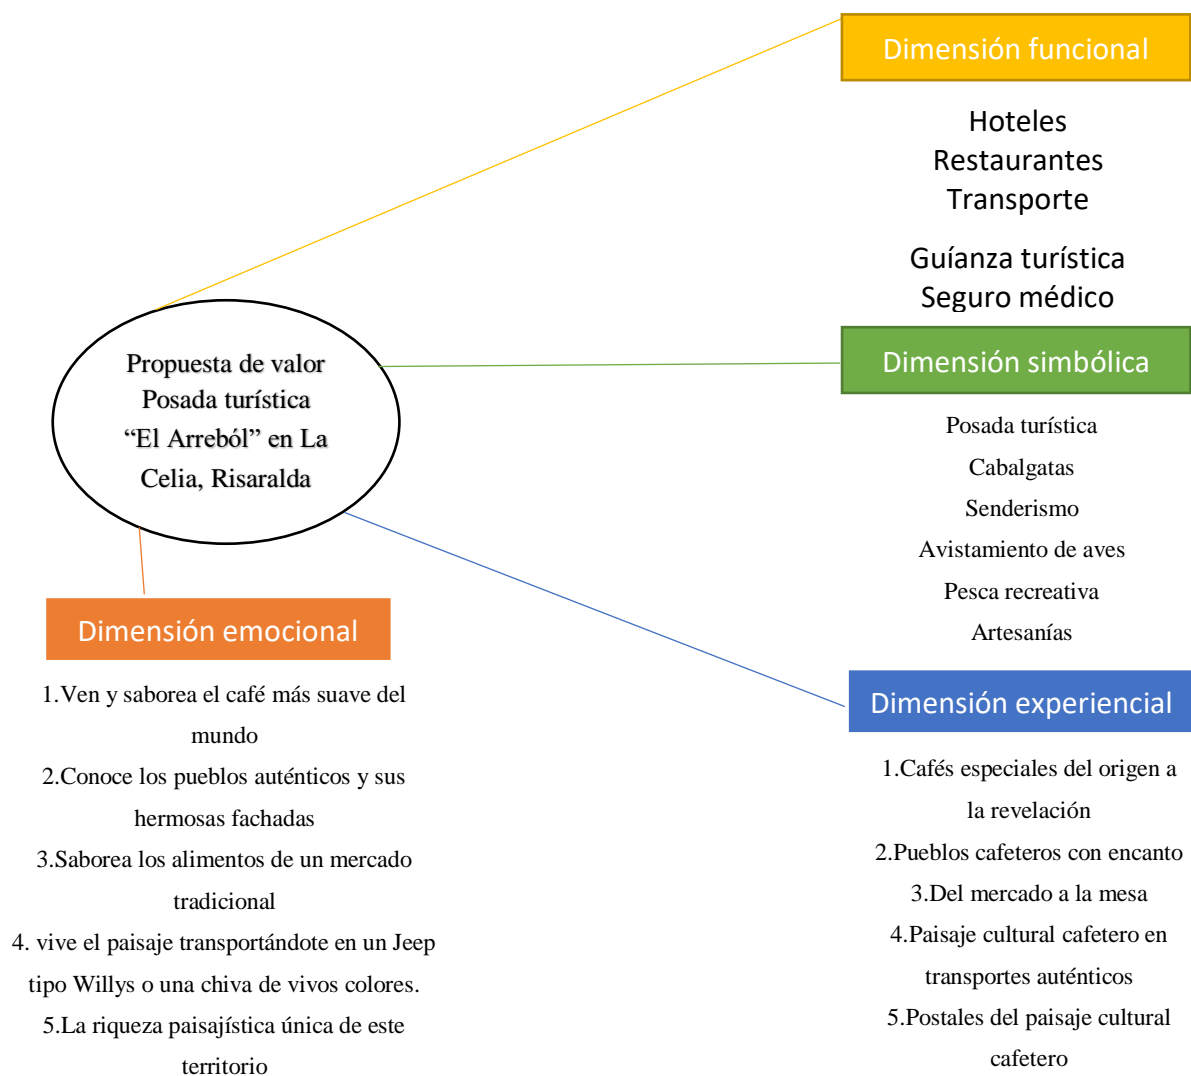 Dimensión funcional
Hoteles
Restaurantes
Transporte
Guíanza turística
Seguro médico
Propuesta de valor
Posada turística
“El Arreból” en La
Celia, Risaralda
Dimensión simbólica
Posada turística
Cabalgatas
Senderismo
Avistamiento de aves
Pesca recreativa
Artesanías
Dimensión emocional
1.Ven y saborea el café más suave del
mundo
2.Conoce los pueblos auténticos y sus
hermosas fachadas
3.Saborea los alimentos de un mercado
tradicional
4. vive el paisaje transportándote en un Jeep
tipo Willys o una chiva de vivos colores.
5.La riqueza paisajística única de este
territorio
Dimensión experiencial
1.Cafés especiales del origen a
la revelación
2.Pueblos cafeteros con encanto
3.Del mercado a la mesa
4.Paisaje cultural cafetero en
transportes auténticos
5.Postales del paisaje cultural
cafetero